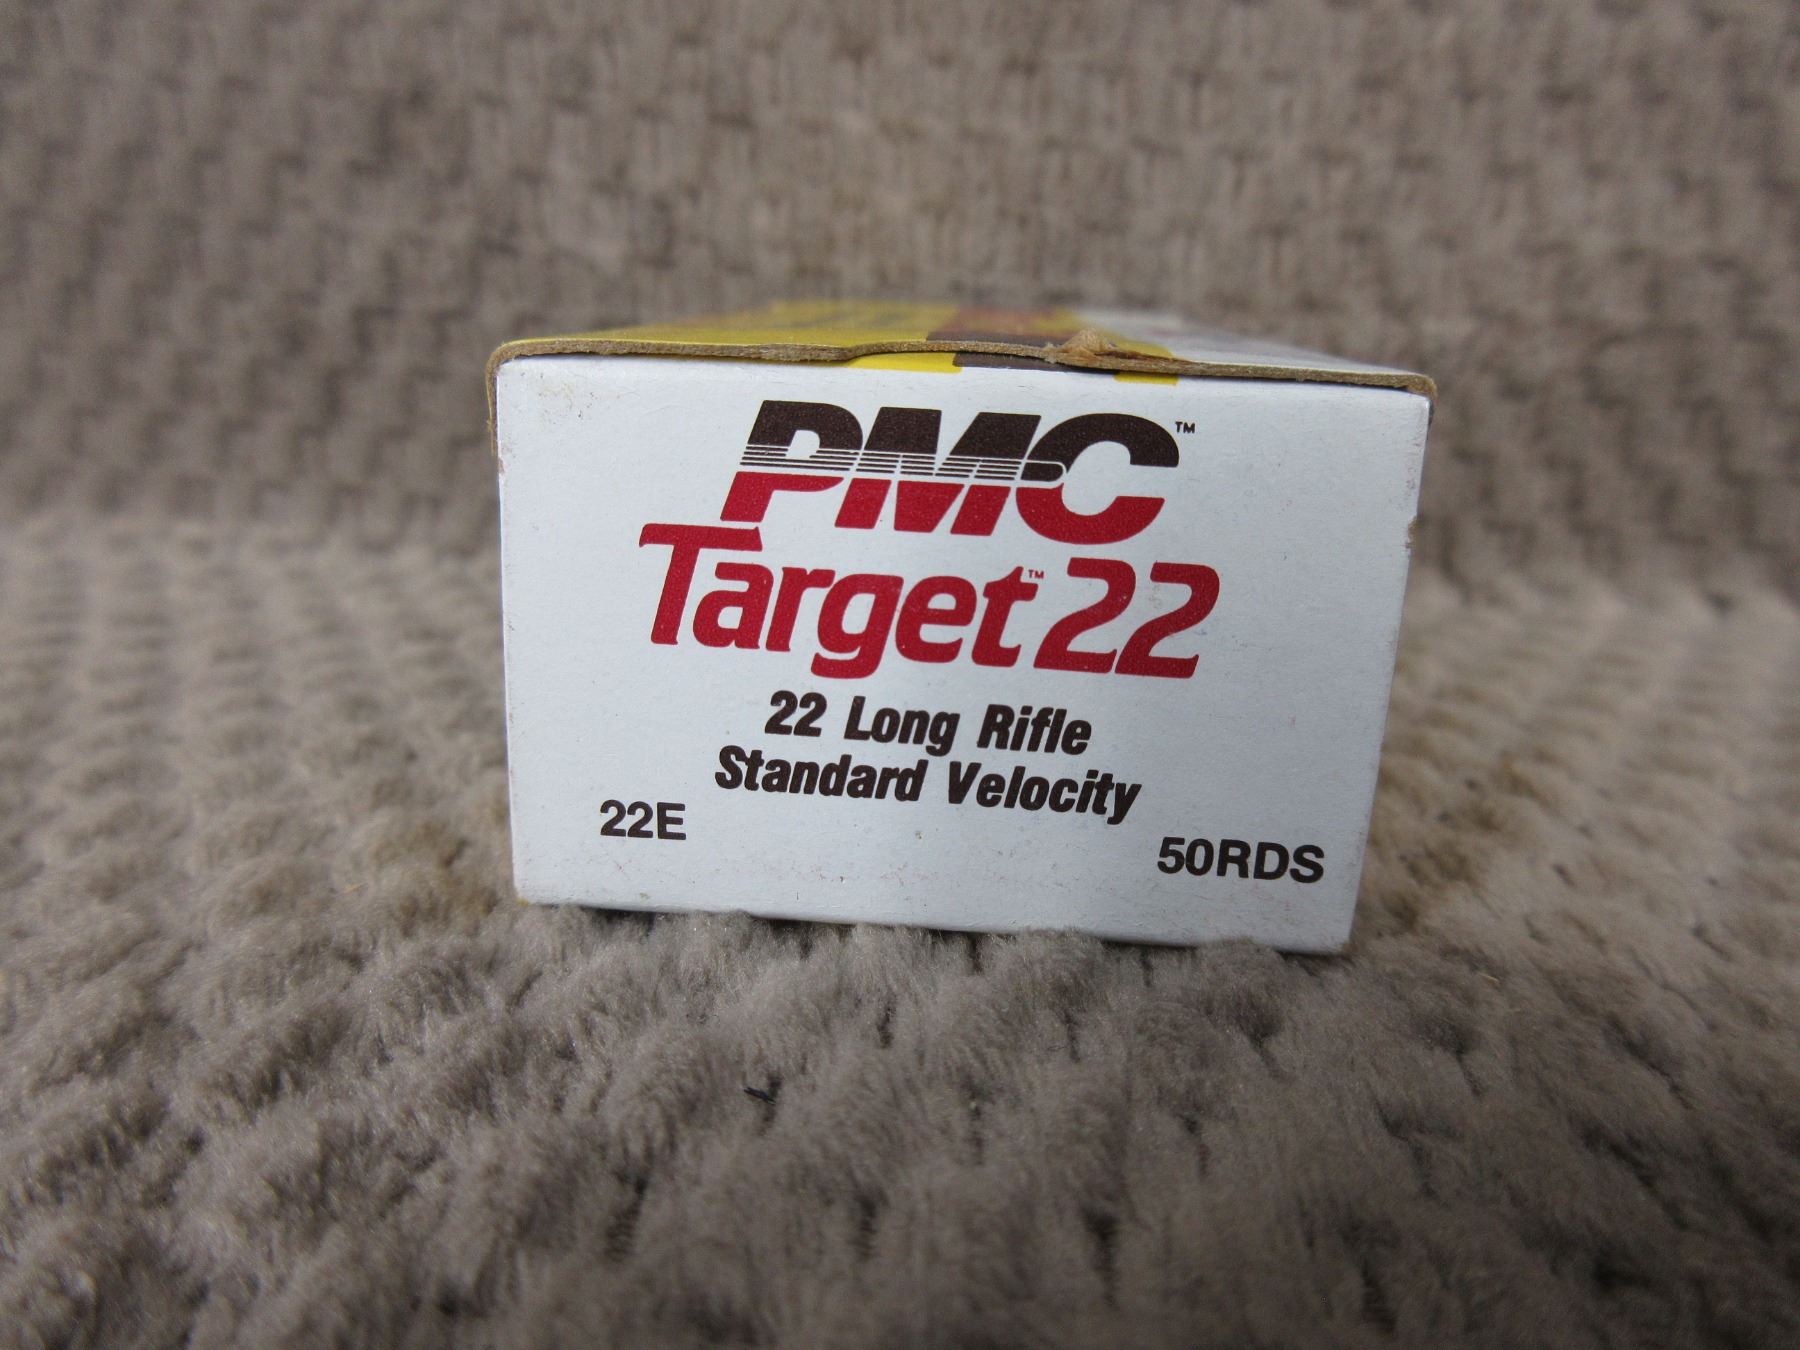 PMC™
Target™ 22
22 Long Rifle
Standard Velocity
22E
50RDS